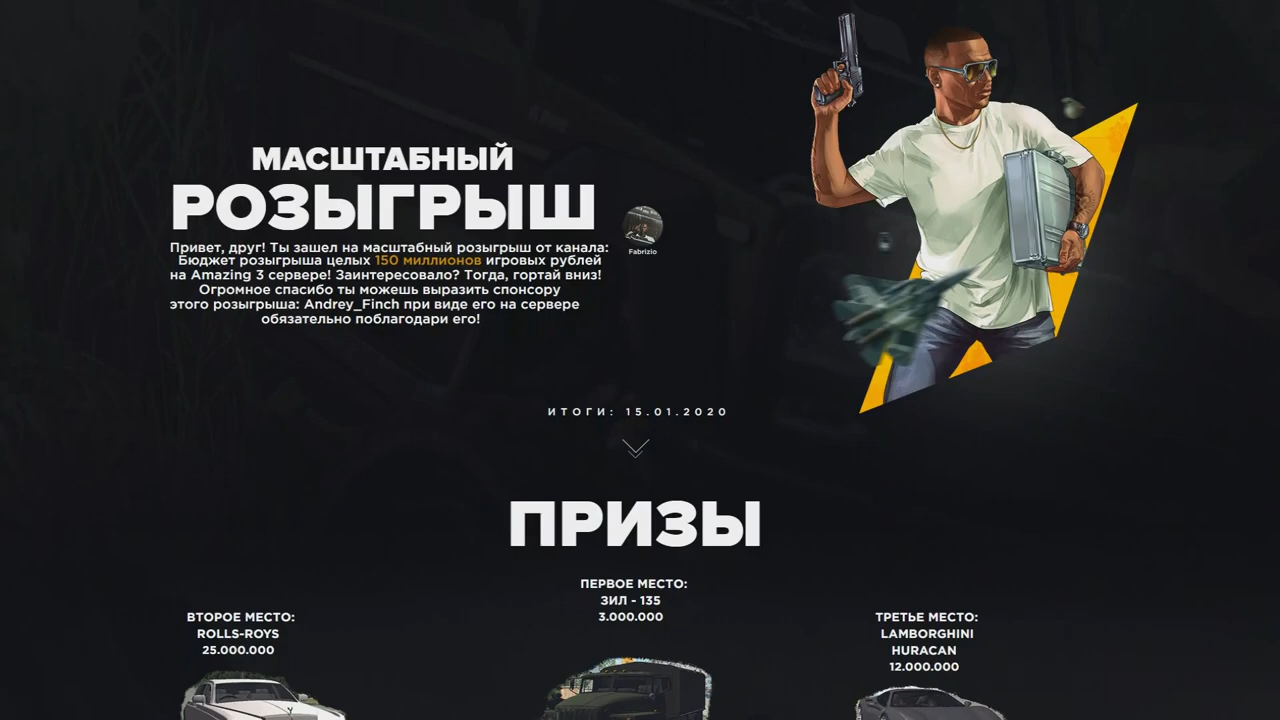 МАСШТАБНЫЙ
РОЗЫГРЫШ
Привет, друг! Ты зашел на масштабный розыгрыш от канала:
Бюджет розыгрыша целых 150 миллионов игровых рублей
на Amazing 3 сервере! Заинтересовало? Тогда, гортай вниз!
Огромное спасибо ты можешь выразить спонсору
этого розыгрыша: Andrey_Finch при виде его на сервере
обязательно поблагодари его!
Fabrizio
ИТОГИ: 15.01.2020
ПРИЗЫ
ПЕРВОЕ МЕСТО:
ЗИЛ - 135
3.000.000
ВТОРОЕ МЕСТО:
ROLLS-ROYS
25.000.000
ТРЕТЬЕ МЕСТО:
LAMBORGHINI
HURACAN
12.000.000